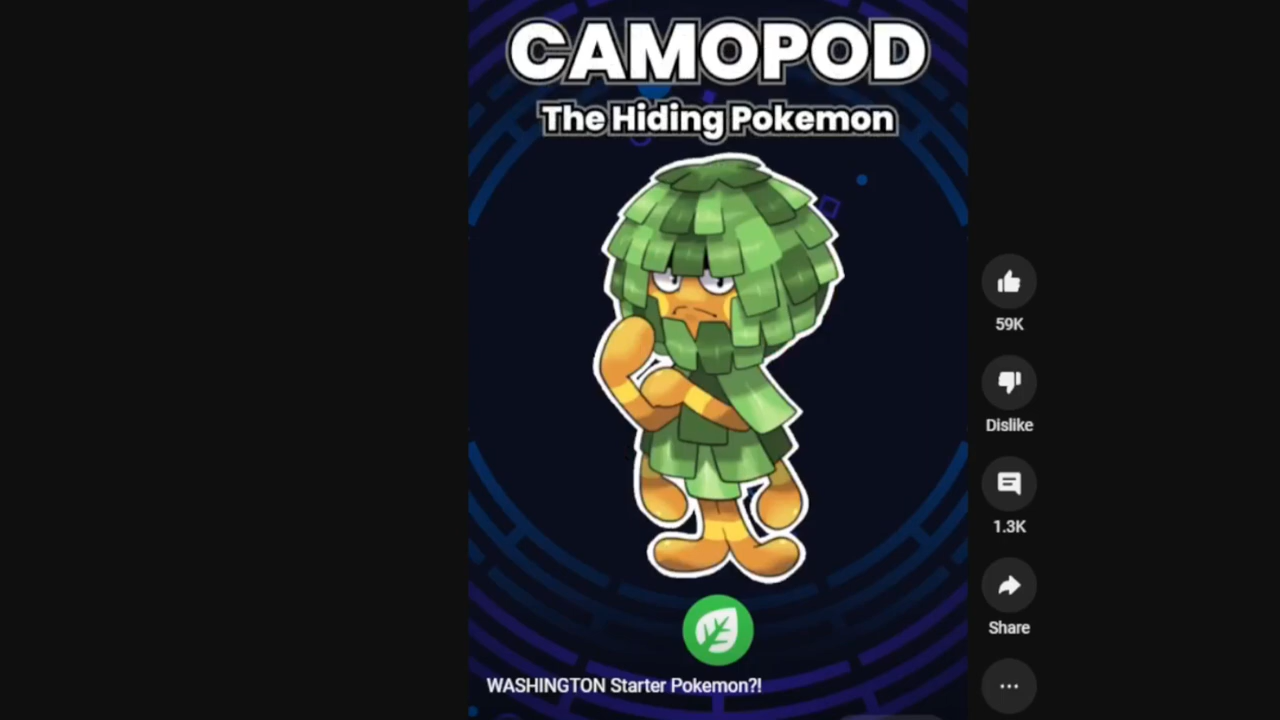 CAMOPOD
The Hiding Pokemon
59K
Dislike
1.3K
Share
WASHINGTON Starter Pokemon?!